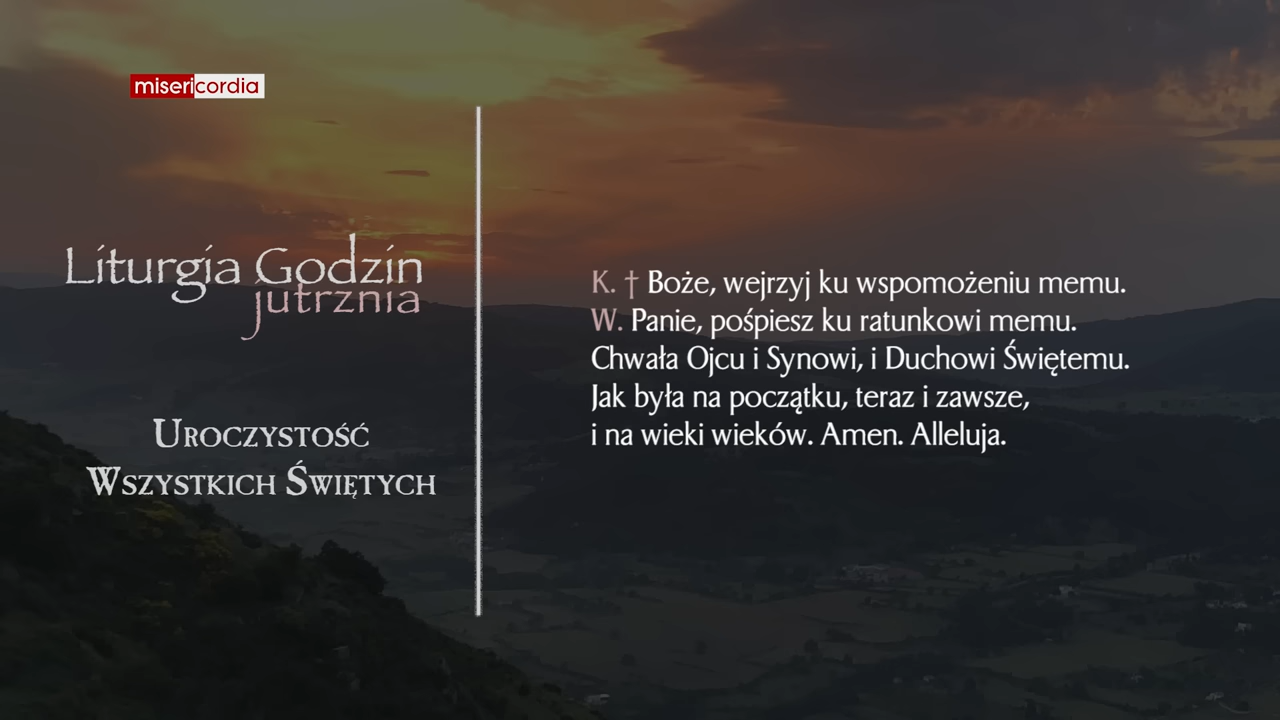 misericordia
Liturgia Godzin
jutrznia
Uroczystość
Wszystkich Świętych
K. † Boże, wejrzyj ku wspomożeniu memu.
W. Panie, pośpiesz ku ratunkowi memu.
Chwała Ojcu i Synowi, i Duchowi Świętemu.
Jak była na początku, teraz i zawsze,
i na wieki wieków. Amen. Alleluja.